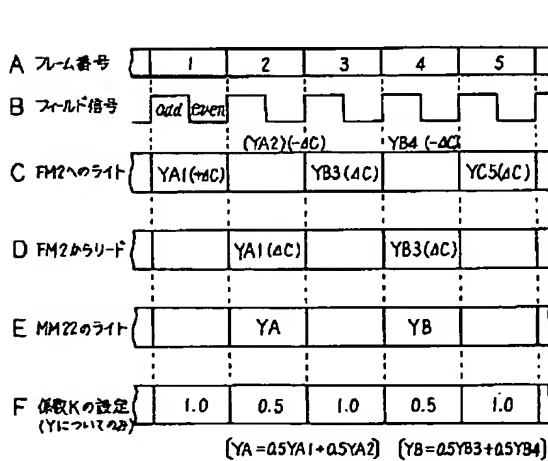 A フレーム番号 1 2 3 4 5
B フィールド信号 odd even
(YA2)(-ΔC) YB4 (-ΔC)
C FM2へのライト YA1(+ΔC) YB3(ΔC) YC5(ΔC)
D FM2からリード YA1(ΔC) YB3(ΔC)
E MM22のライト YA YB
F 係数Kの設定 1.0 0.5 1.0 0.5 1.0
(Yについてのみ)
[YA=0.5YA1+0.5YA2] [YB=0.5YB3+0.5YB4]